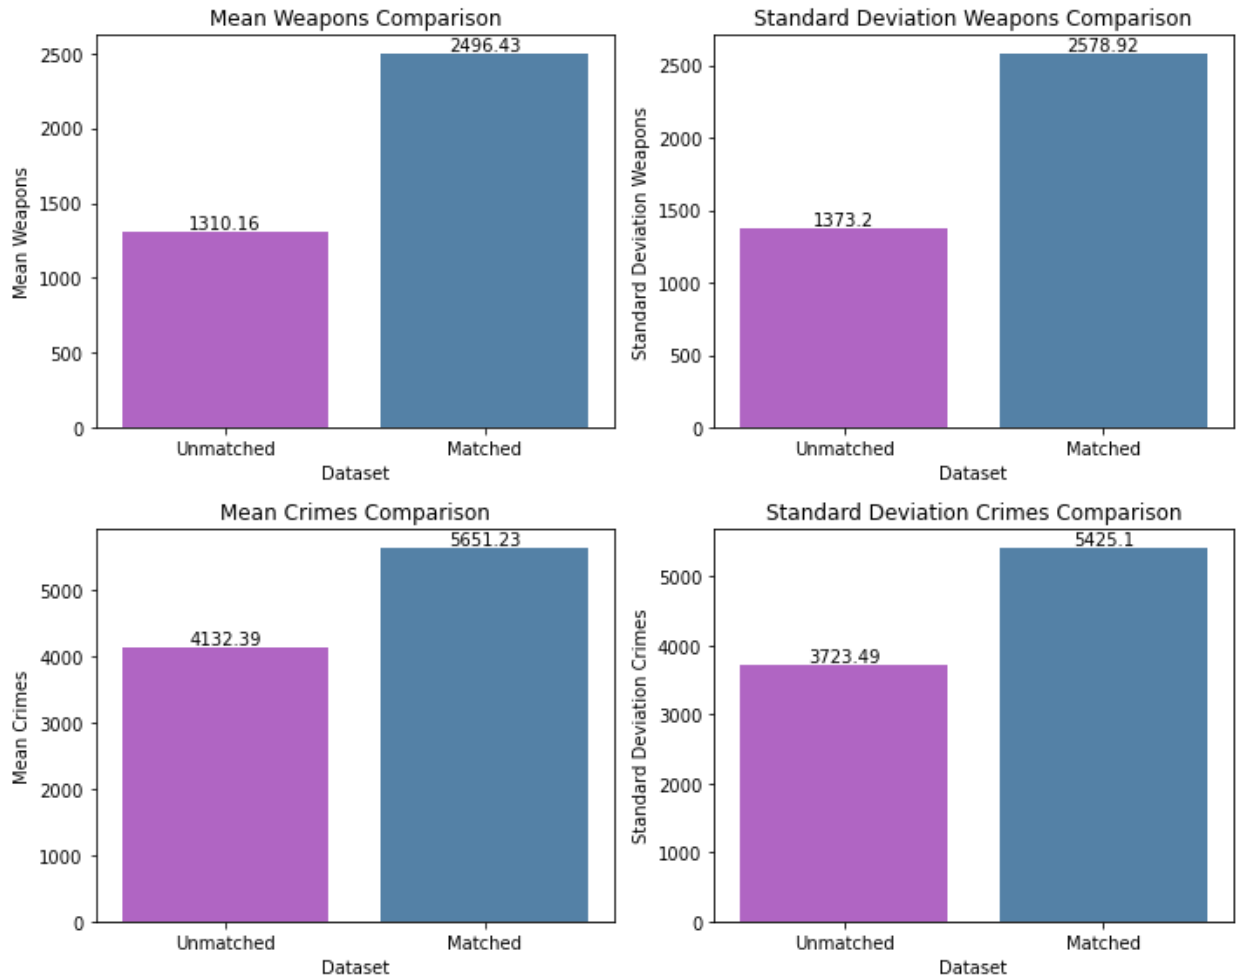 Mean Weapons Comparison
2496.43
2500
2000
1500
1310.16
1000
500
0
Mean Weapons
Unmatched Matched
Dataset
Standard Deviation Weapons Comparison
2578.92
2500
2000
1500
1373.2
1000
500
0
Standard Deviation Weapons
Unmatched Matched
Dataset
Mean Crimes Comparison
5651.23
5000
4132.39
4000
3000
2000
1000
0
Mean Crimes
Unmatched Matched
Dataset
Standard Deviation Crimes Comparison
5425.1
5000
4000
3723.49
3000
2000
1000
0
Standard Deviation Crimes
Unmatched Matched
Dataset